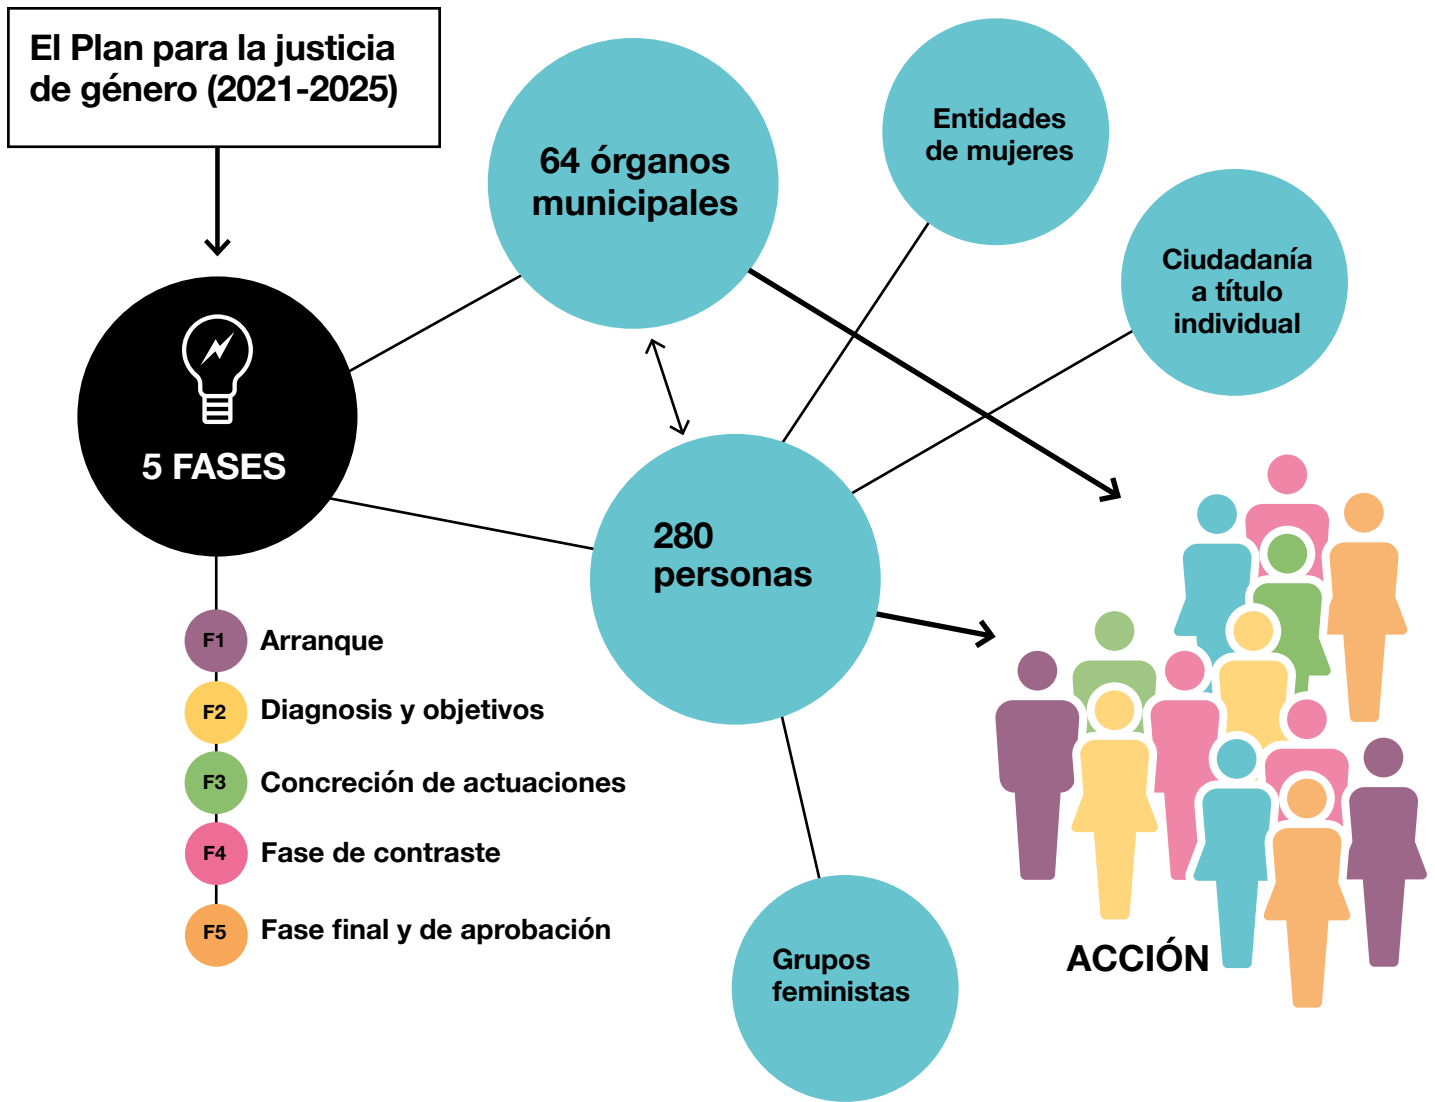 El Plan para la justicia
de género (2021-2025)
64 órganos
municipales
Entidades
de mujeres
Ciudadanía
a título
individual
5 FASES
280
personas
F1 Arranque
F2 Diagnosis y objetivos
F3 Concreción de actuaciones
F4 Fase de contraste
F5 Fase final y de aprobación
Grupos
feministas
ACCIÓN